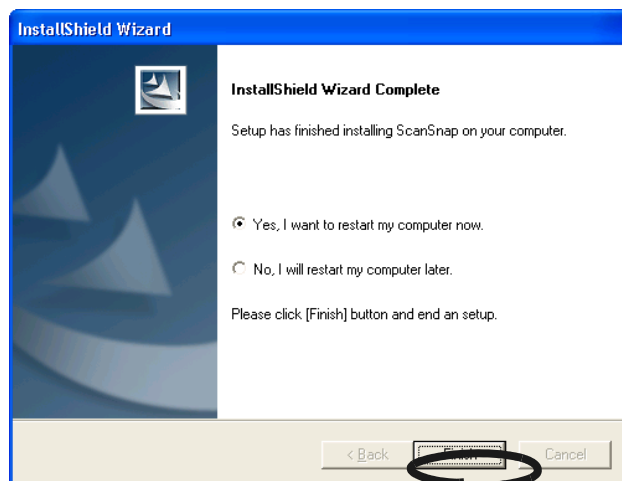 InstallShield Wizard
InstallShield Wizard Complete
Setup has finished installing ScanSnap on your computer.
Yes, I want to restart my computer now.
No, I will restart my computer later.
Please click [Finish] button and end an setup.
< Back
Finish
Cancel